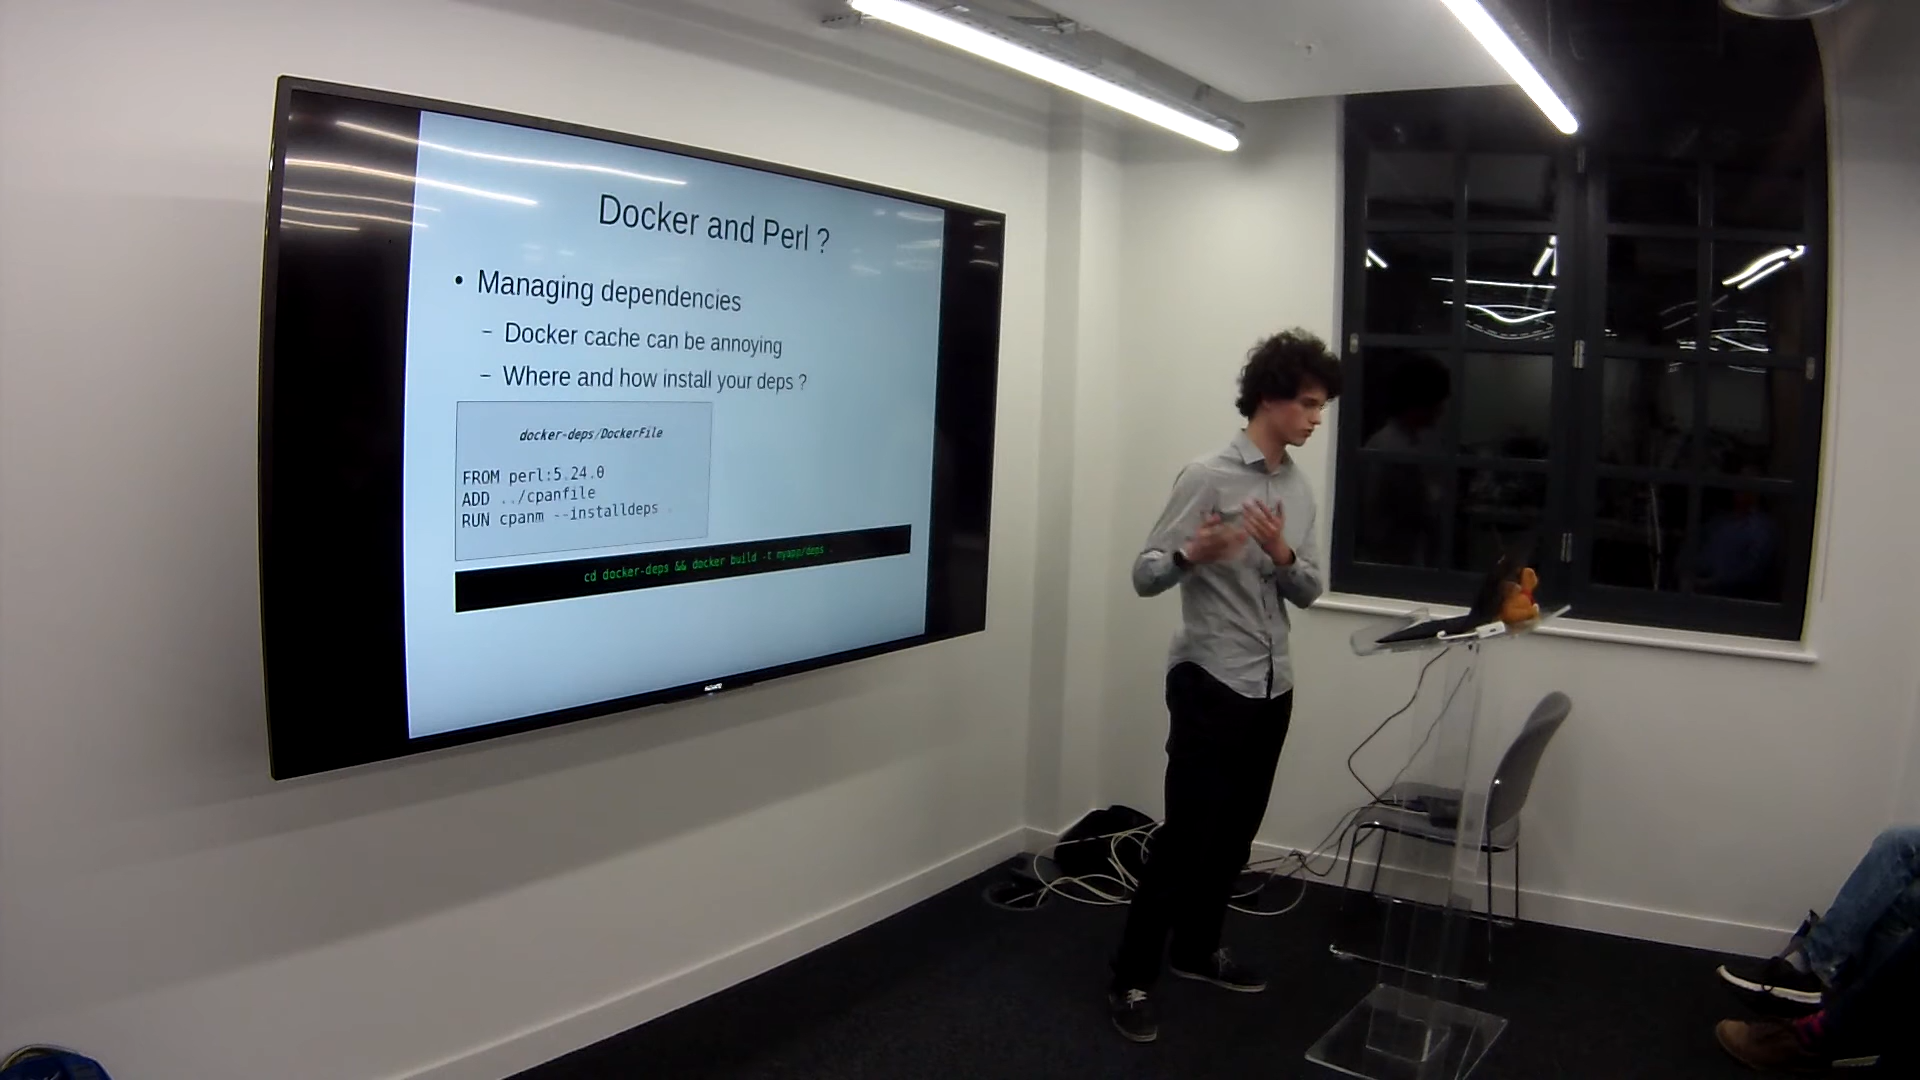 Docker and Perl ?
• Managing dependencies
– Docker cache can be annoying
– Where and how install your deps ?
docker-deps/DockerFile
FROM perl:5.24.0
ADD ../cpanfile
RUN cpanm --installdeps .
cd docker-deps && docker build -t myapp/deps .